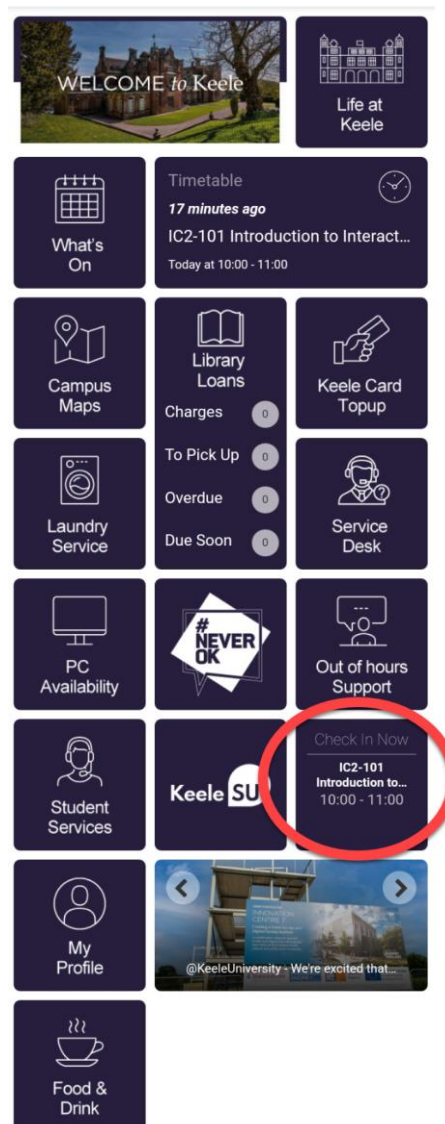 WELCOME to Keele
Life at
Keele
What's
On
Timetable
17 minutes ago
IC2-101 Introduction to Interact...
Today at 10:00 - 11:00
Campus
Maps
Library
Loans
Charges 0
To Pick Up 0
Overdue 0
Due Soon 0
Keele Card
Topup
Laundry
Service
Service
Desk
PC
Availability
#
NEVER
OK
Out of hours
Support
Student
Services
Keele SU
Check In Now
IC2-101
Introduction to...
10:00 - 11:00
My
Profile
INNOVATION
CENTRE 7
@KeeleUniversity - We're excited that...
Food &
Drink